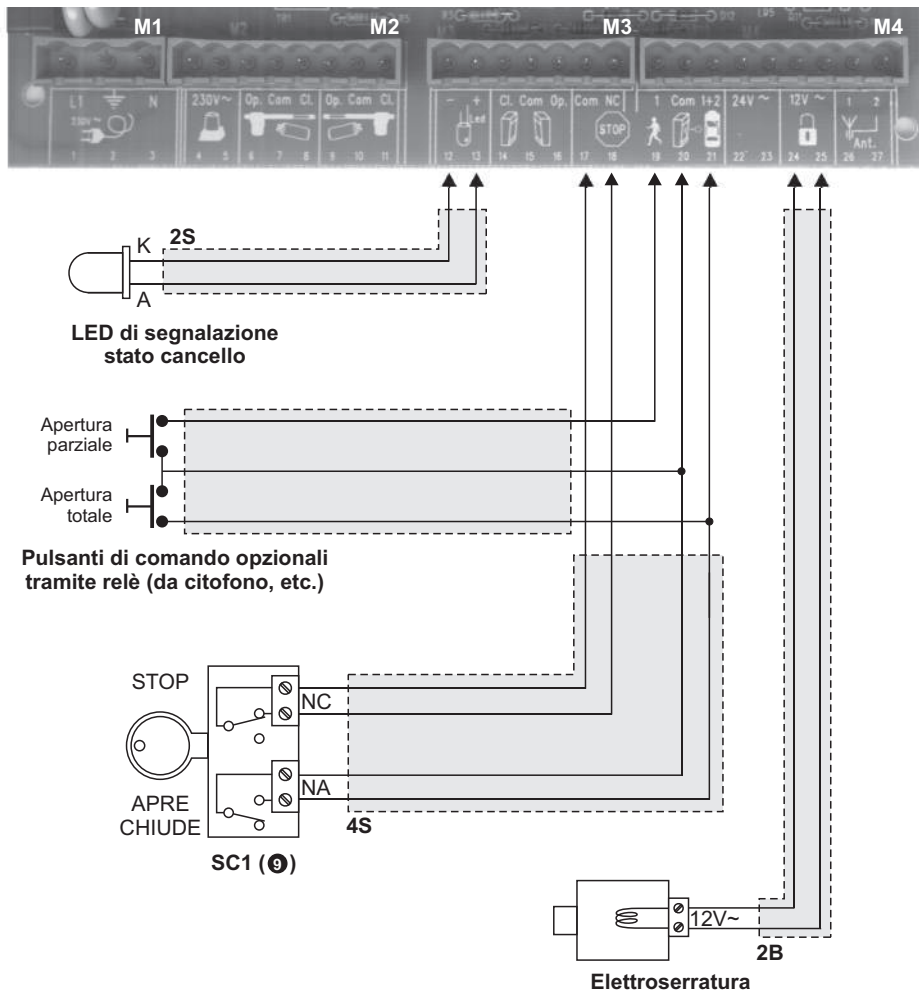 M1 M2 M3 M4
L1 N 230V~ Op. Com Cl. Op. Com Cl. - + Cl. Com Op. Com NC 1 Com 1+2 24V ~ 12V ~ 1 2
230V~ Led STOP Ant.
1 2 3 4 5 6 7 8 9 10 11 12 13 14 15 16 17 18 19 20 21 22 23 24 25 26 27
K 2S
A
LED di segnalazione
stato cancello
Apertura
parziale
Apertura
totale
Pulsanti di comando opzionali
tramite relè (da citofono, etc.)
STOP
NC
NA
APRE
CHIUDE
4S
SC1 (9)
12V~
2B
Elettroserratura